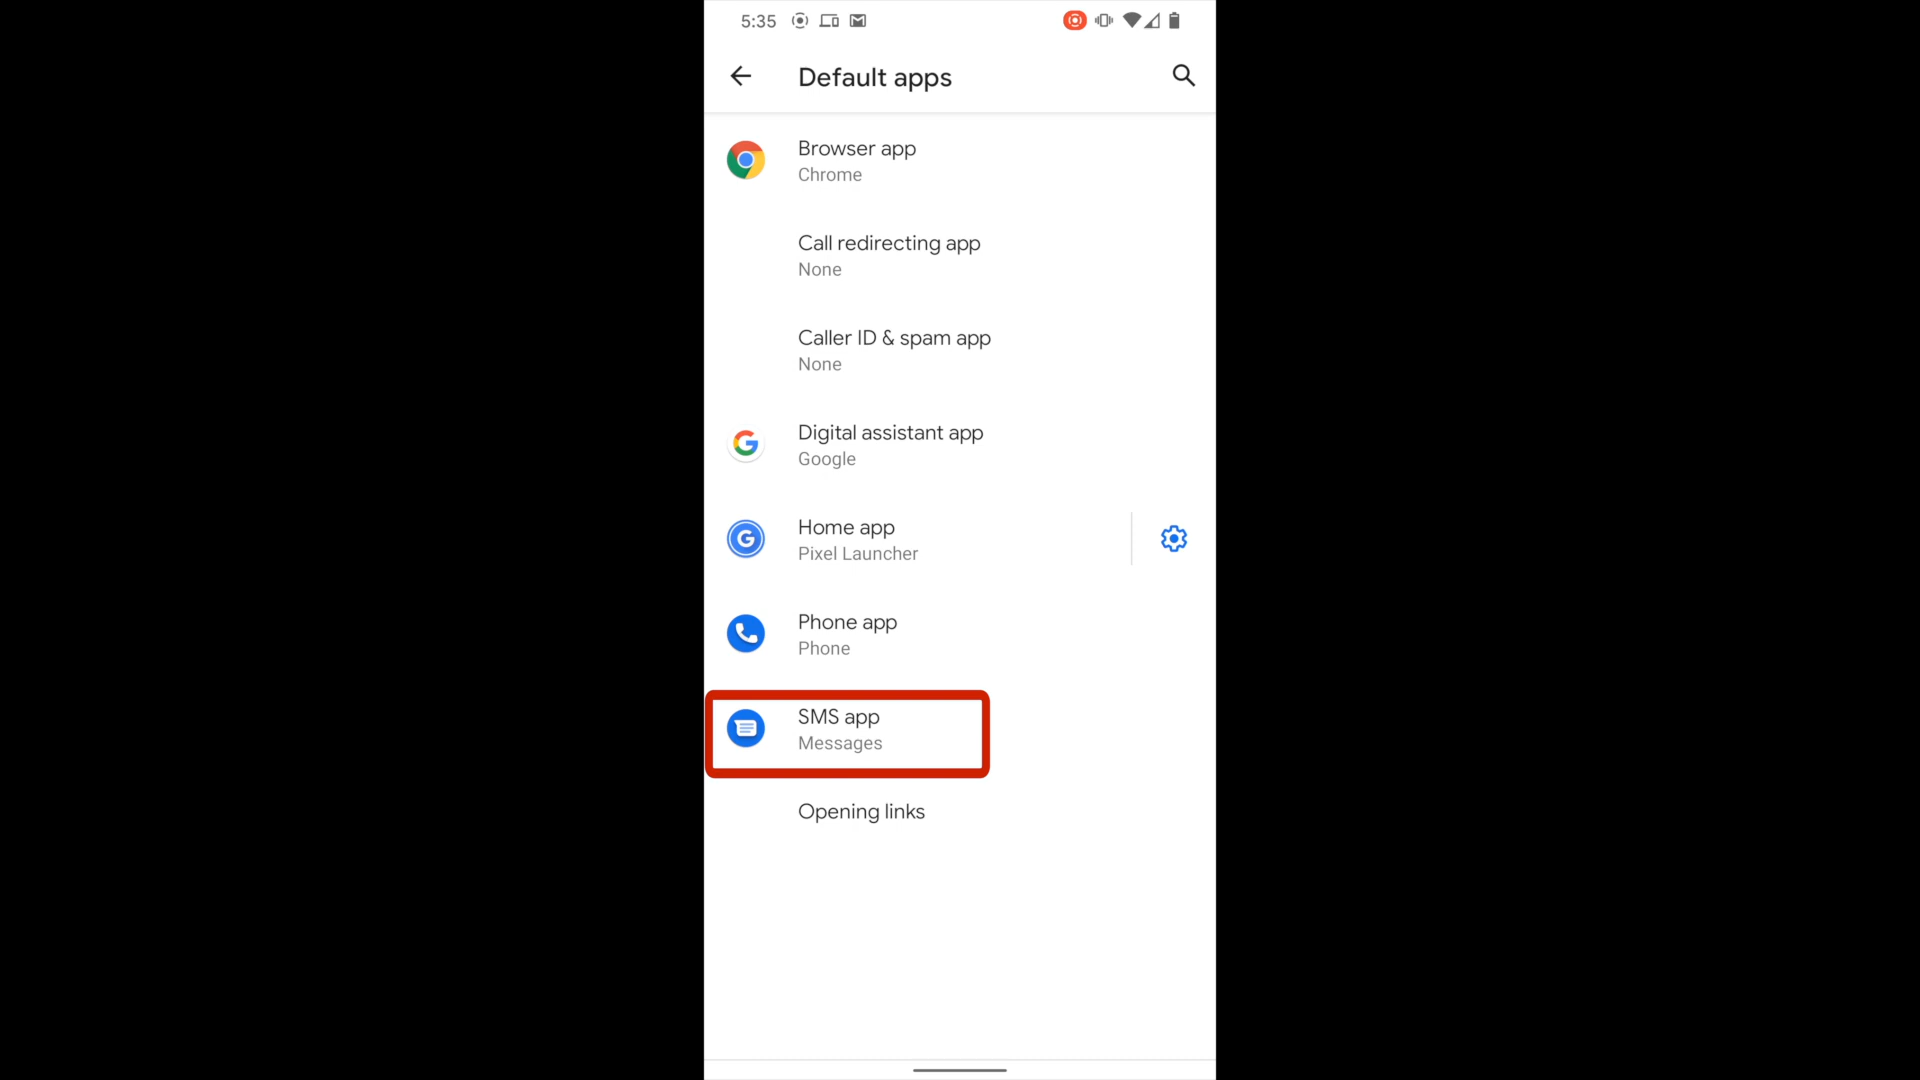 5:35
Default apps
Browser app
Chrome
Call redirecting app
None
Caller ID & spam app
None
Digital assistant app
Google
Home app
Pixel Launcher
Phone app
Phone
SMS app
Messages
Opening links